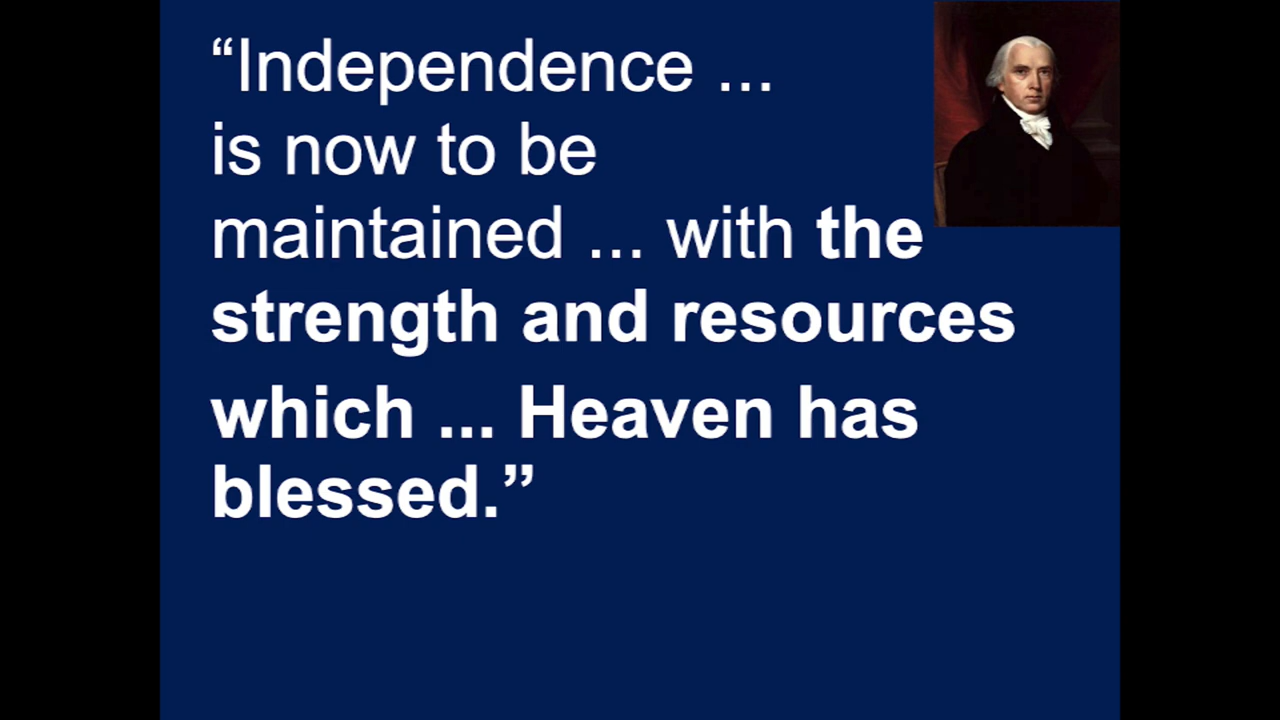 “Independence ...
is now to be
maintained ... with the
strength and resources
which ... Heaven has
blessed.”